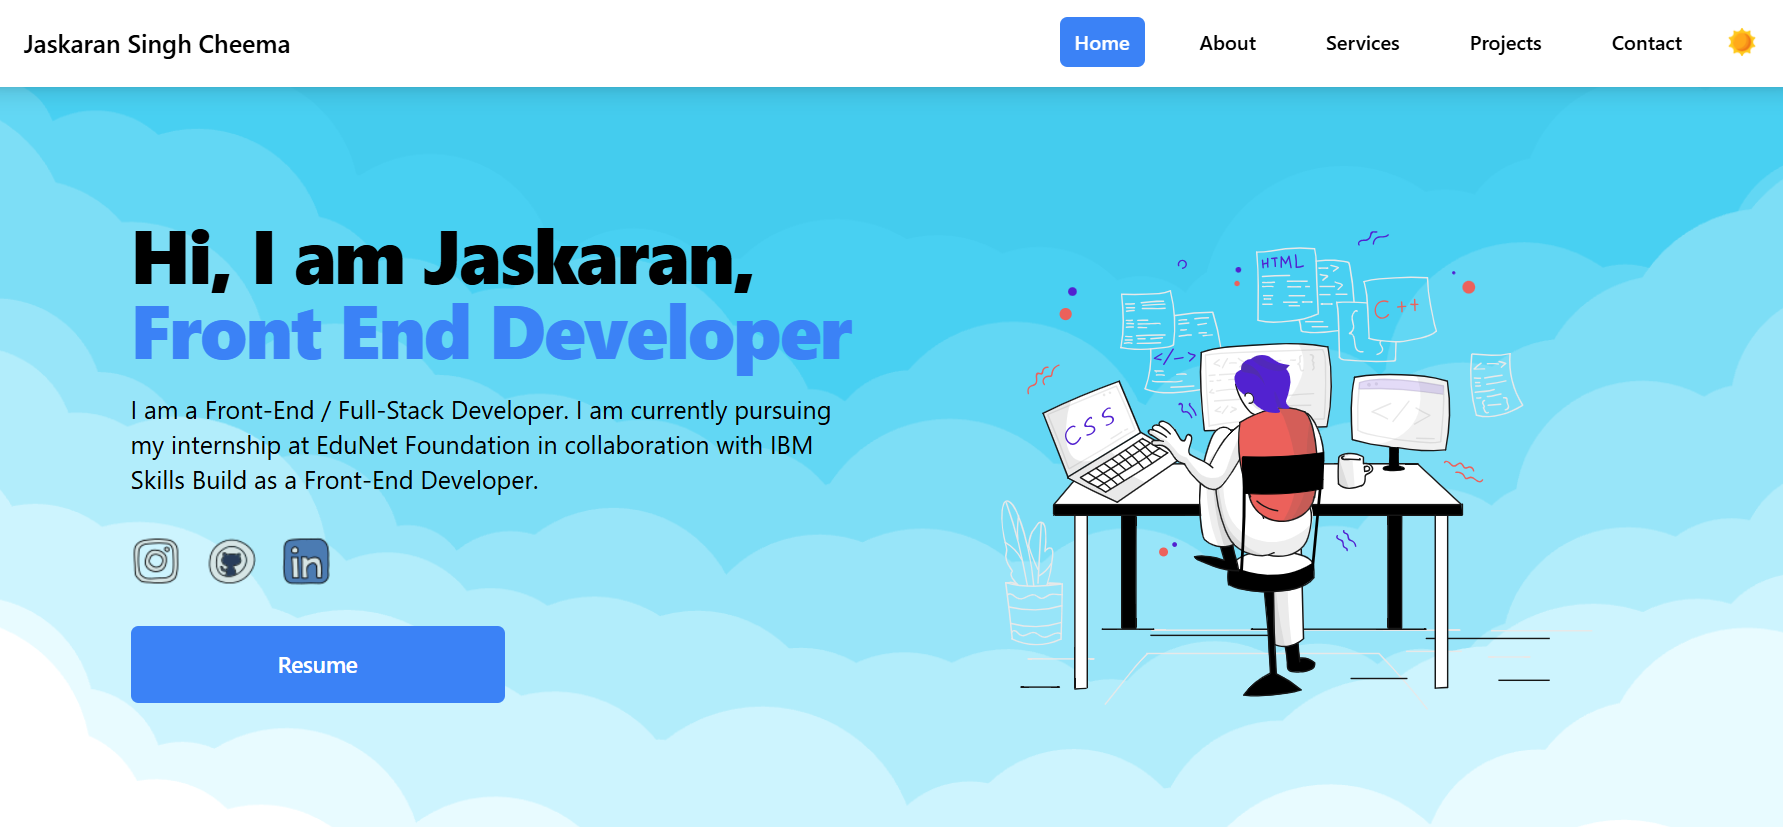 Jaskaran Singh Cheema
Home
About
Services
Projects
Contact
Hi, I am Jaskaran,
Front End Developer
I am a Front-End / Full-Stack Developer. I am currently pursuing
my internship at EduNet Foundation in collaboration with IBM
Skills Build as a Front-End Developer.
in
Resume
HTML
C++
{ }
</->
CSS
</>